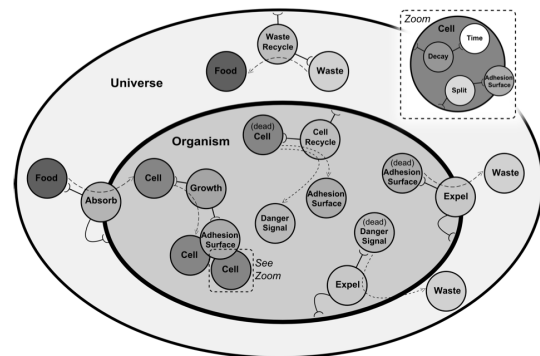 Zoom
Cell
Time
Decay
Split
Adhesion
Surface
Waste
Recycle
Food
Waste
Universe
Organism
(dead)
Cell
Cell
Recycle
Food
Absorb
Cell
Growth
Adhesion
Surface
Danger
Signal
Adhesion
Surface
Cell
Cell
See
Zoom
(dead)
Adhesion
Surface
Waste
Expel
(dead)
Danger
Signal
Expel
Waste